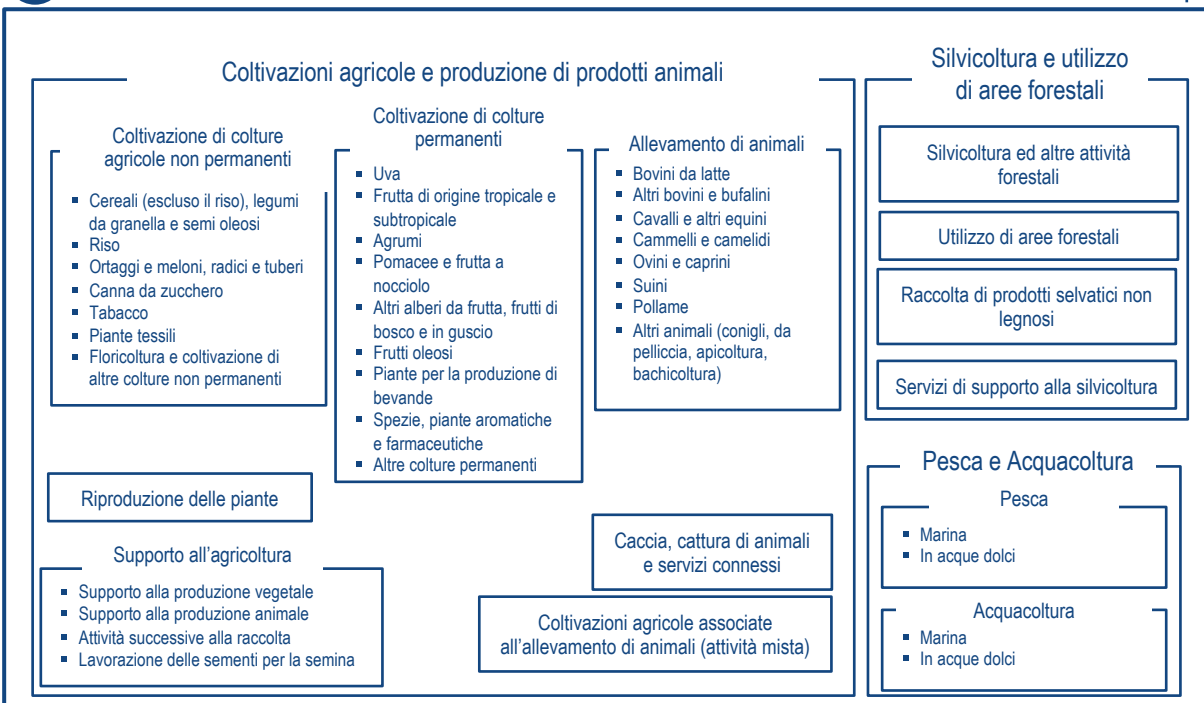 Coltivazioni agricole e produzione di prodotti animali
Coltivazione di colture
agricole non permanenti
▪ Cereali (escluso il riso), legumi
da granella e semi oleosi
▪ Riso
▪ Ortaggi e meloni, radici e tuberi
▪ Canna da zucchero
▪ Tabacco
▪ Piante tessili
▪ Floricoltura e coltivazione di
altre colture non permanenti
Coltivazione di colture
permanenti
▪ Uva
▪ Frutta di origine tropicale e
subtropicale
▪ Agrumi
▪ Pomacee e frutta a
nocciolo
▪ Altri alberi da frutta, frutti di
bosco e in guscio
▪ Frutti oleosi
▪ Piante per la produzione di
bevande
▪ Spezie, piante aromatiche
e farmaceutiche
▪ Altre colture permanenti
Allevamento di animali
▪ Bovini da latte
▪ Altri bovini e bufalini
▪ Cavalli e altri equini
▪ Cammelli e camelidi
▪ Ovini e caprini
▪ Suini
▪ Pollame
▪ Altri animali (conigli, da
pelliccia, apicoltura,
bachicoltura)
Riproduzione delle piante
Supporto all'agricoltura
▪ Supporto alla produzione vegetale
▪ Supporto alla produzione animale
▪ Attività successive alla raccolta
▪ Lavorazione delle sementi per la semina
Caccia, cattura di animali
e servizi connessi
Coltivazioni agricole associate
all'allevamento di animali (attività mista)
Silvicoltura e utilizzo
di aree forestali
Silvicoltura ed altre attività
forestali
Utilizzo di aree forestali
Raccolta di prodotti selvatici non
legnosi
Servizi di supporto alla silvicoltura
Pesca e Acquacoltura
Pesca
▪ Marina
▪ In acque dolci
Acquacoltura
▪ Marina
▪ In acque dolci